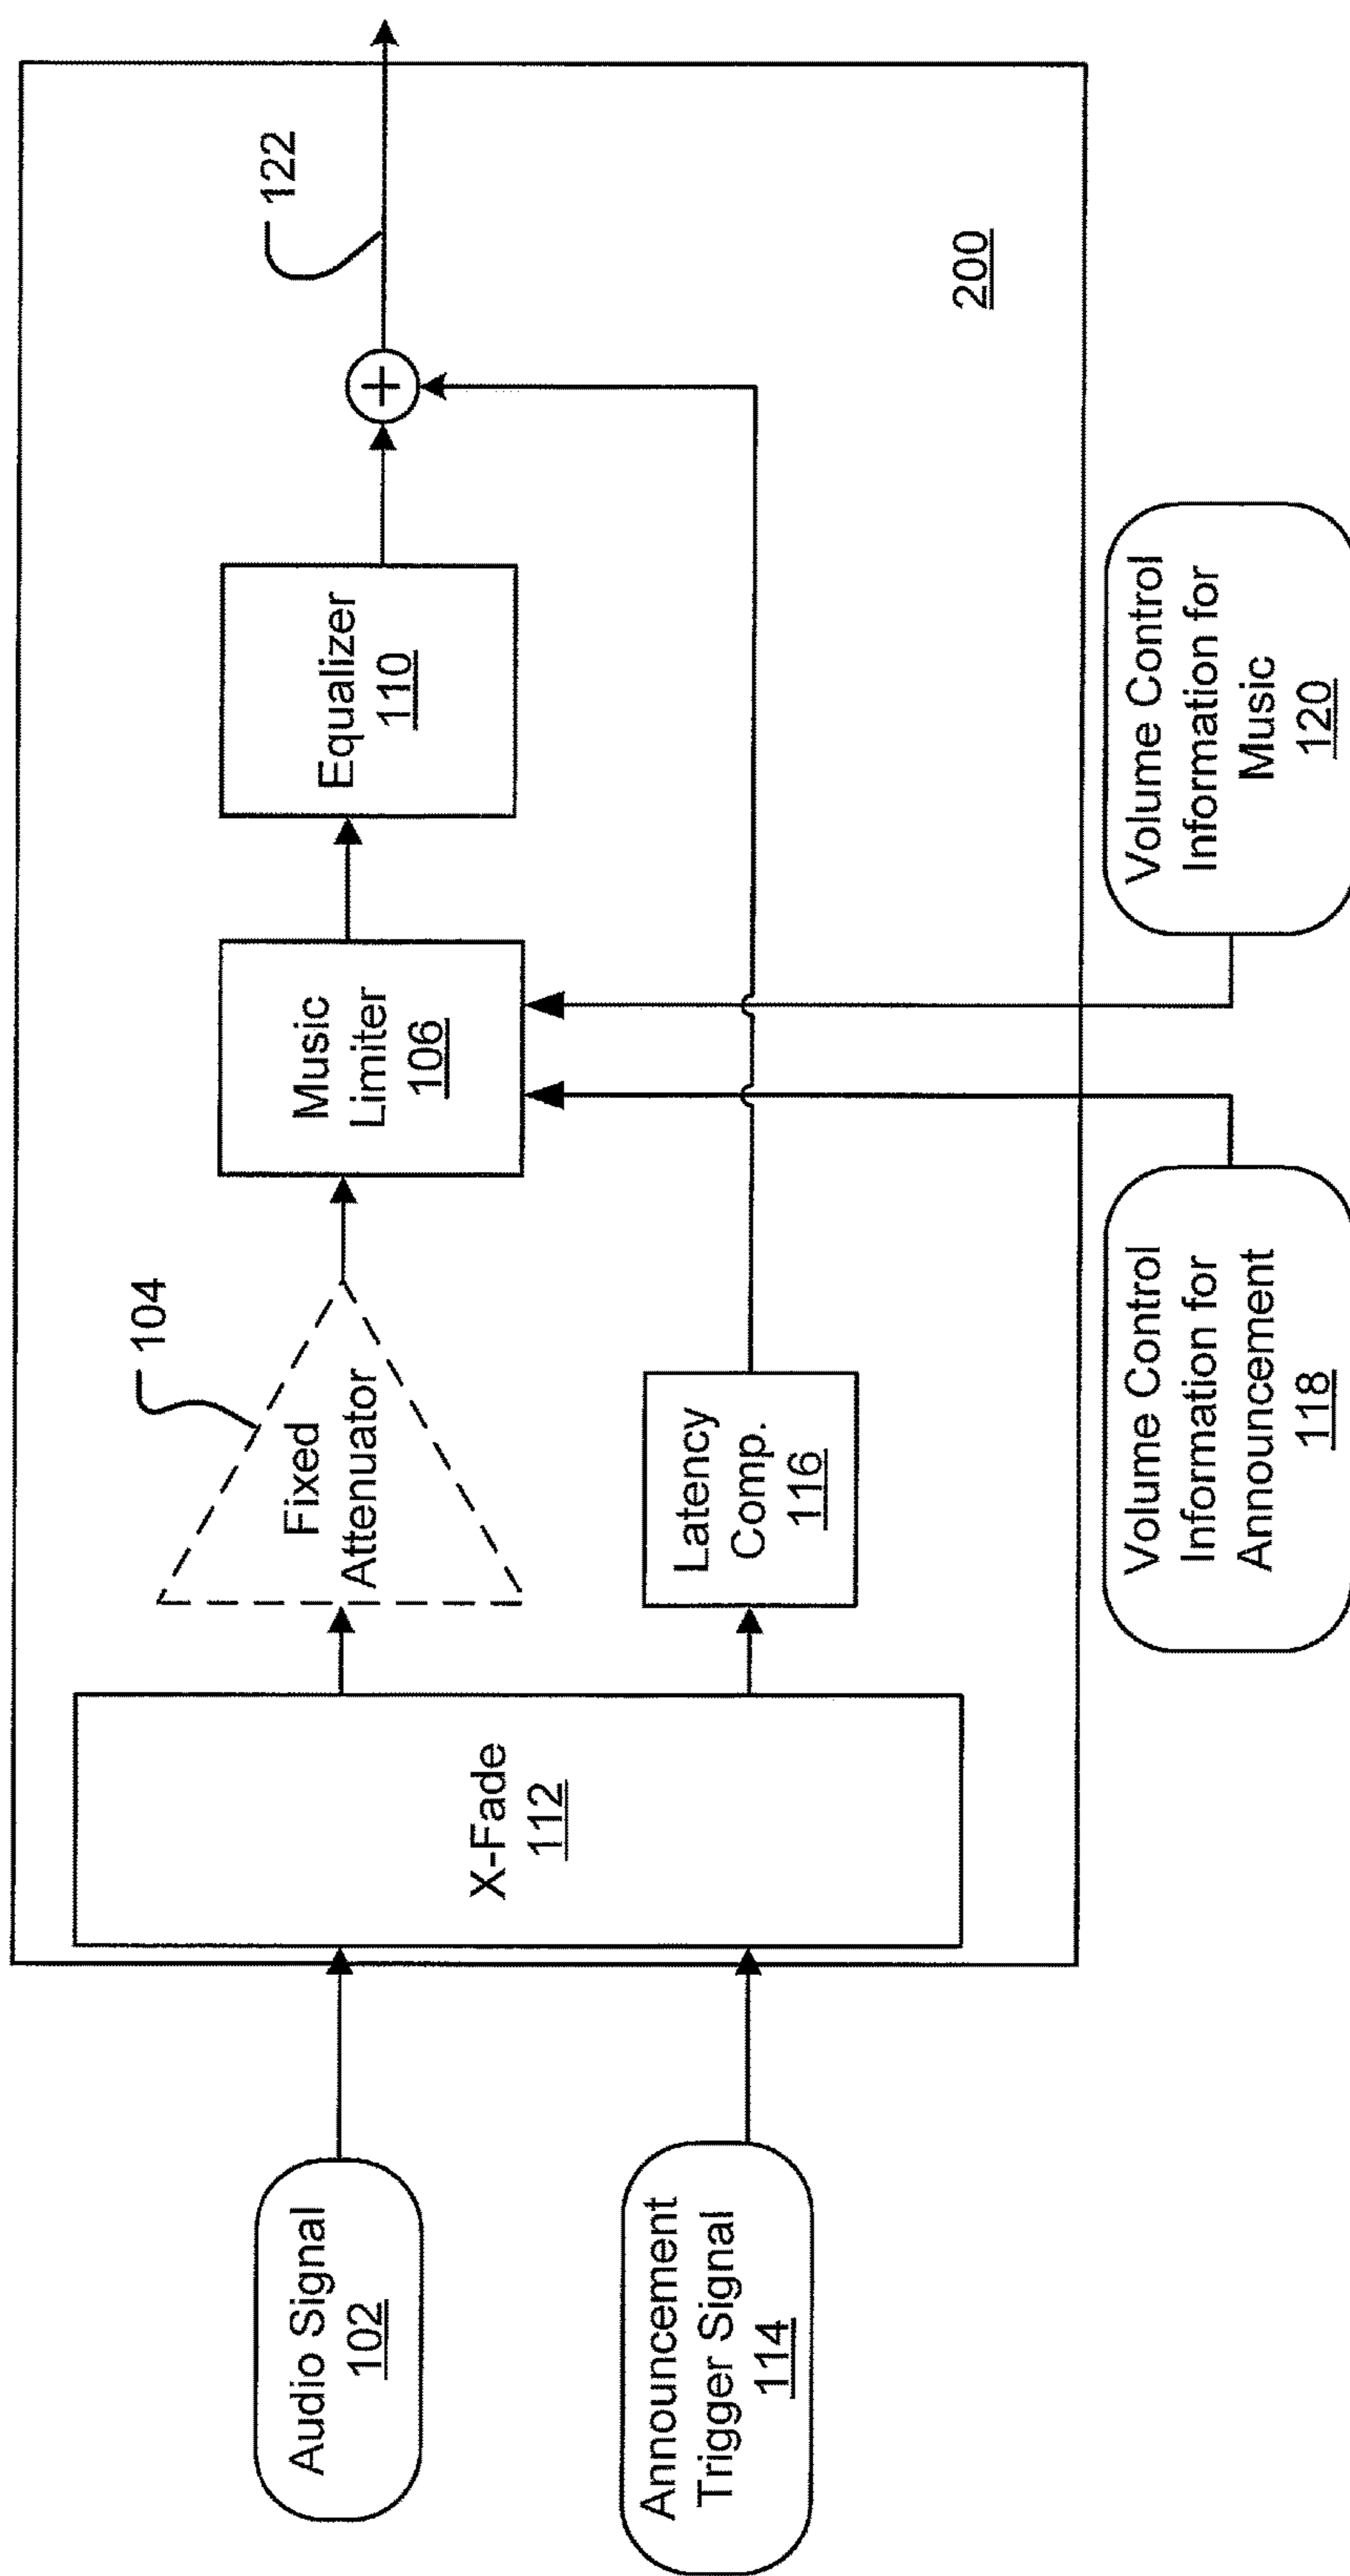 Audio Signal
102
Announcement
Trigger Signal
114
X-Fade
112
104
Fixed
Attenuator
Latency
Comp.
116
Music
Limiter
106
Equalizer
110
+
122
200
Volume Control
Information for
Announcement
118
Volume Control
Information for
Music
120